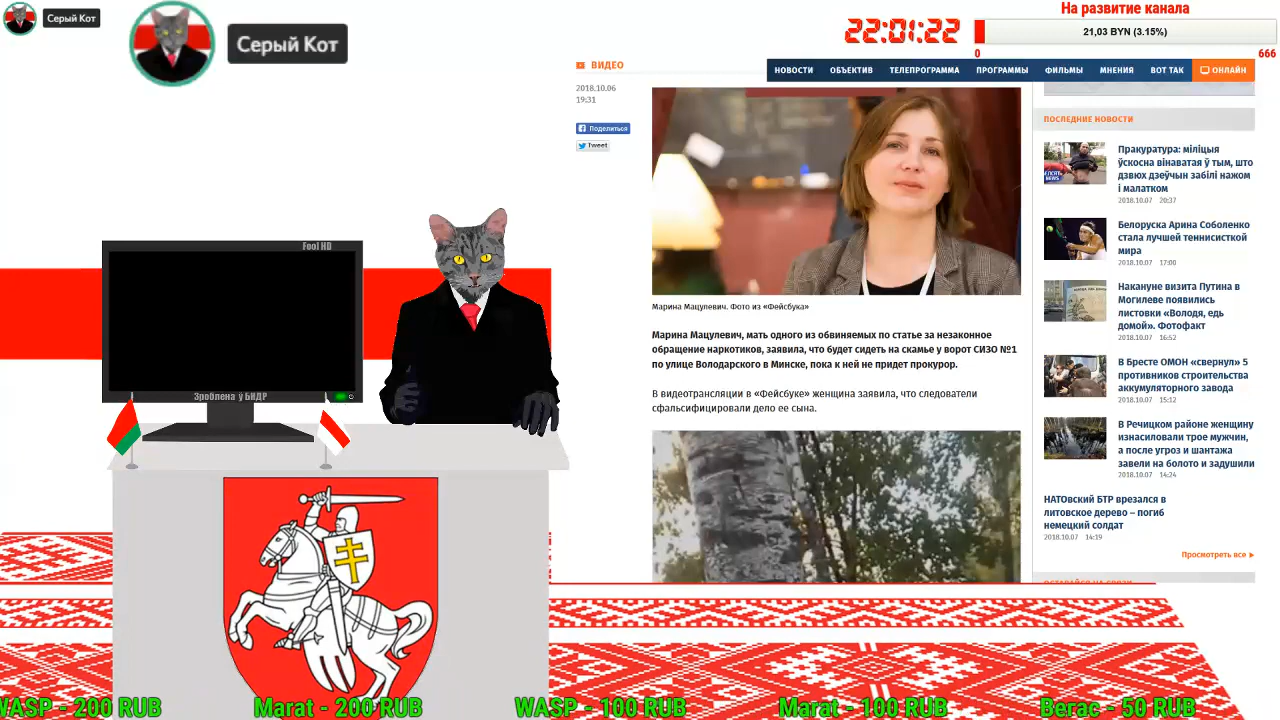 Серый Кот
Серый Кот
22:01:22
На развитие канала
21,03 BYN (3.15%)
0
666
ВИДЕО
НОВОСТИ ОБЪЕКТИВ ТЕЛЕПРОГРАММА ПРОГРАММЫ ФИЛЬМЫ МНЕНИЯ ВОТ ТАК ОНЛАЙН
2018.10.06
19:31
Поделиться
Tweet
Марина Мацулевич. Фото из «Фейсбука»
Марина Мацулевич, мать одного из обвиняемых по статье за незаконное
обращение наркотиков, заявила, что будет сидеть на скамье у ворот СИЗО №1
по улице Володарского в Минске, пока к ней не придет прокурор.
В видеотрансляции в «Фейсбуке» женщина заявила, что следователи
сфальсифицировали дело ее сына.
ПОСЛЕДНИЕ НОВОСТИ
Пракуратура: міліцыя
ўскосна вінаватая ў тым, што
дзвюх дзеўчын забілі нажом
і малатком
2018.10.07 20:37
Белоруска Арина Соболенко
стала лучшей теннисисткой
мира
2018.10.07 17:00
Накануне визита Путина в
Могилеве появились
листовки «Володя, едь
домой». Фотофакт
2018.10.07 16:52
В Бресте ОМОН «свернул» 5
противников строительства
аккумуляторного завода
2018.10.07 15:12
В Речицком районе женщину
изнасиловали трое мужчин,
а после угроз и шантажа
завели на болото и задушили
2018.10.07 14:24
НАТОвский БТР врезался в
литовское дерево – погиб
немецкий солдат
2018.10.07 14:19
Просмотреть все
ОСТАВАЙСЯ НА СВЯЗИ
Fool HD
Зроблена ў БНДР
WASP - 200 RUB Marat - 200 RUB WASP - 100 RUB Marat - 100 RUB Вегас - 50 RUB